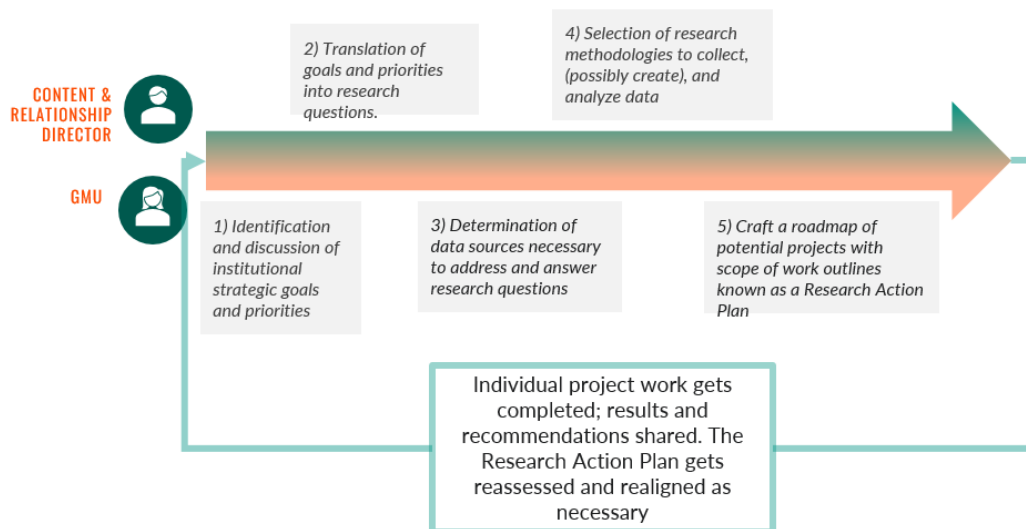 CONTENT &
RELATIONSHIP
DIRECTOR
GMU
1) Identification
and discussion of
institutional
strategic goals
and priorities
2) Translation of
goals and priorities
into research
questions.
3) Determination of
data sources necessary
to address and answer
research questions
4) Selection of research
methodologies to collect,
(possibly create), and
analyze data
5) Craft a roadmap of
potential projects with
scope of work outlines
known as a Research Action
Plan
Individual project work gets
completed; results and
recommendations shared. The
Research Action Plan gets
reassessed and realigned as
necessary